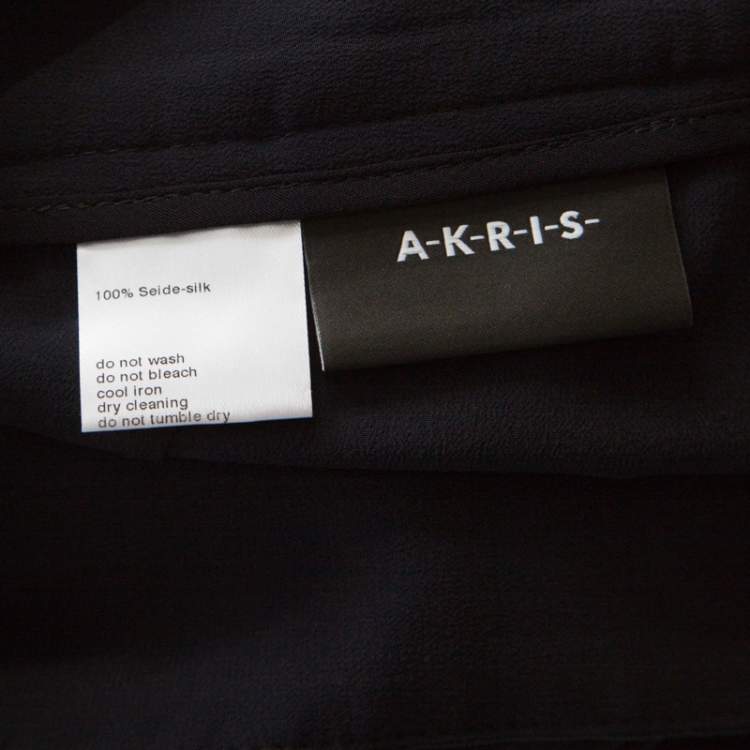 A-K-R-I-S-
100% Seide-silk
do not wash
do not bleach
cool iron
dry cleaning
do not tumble dry